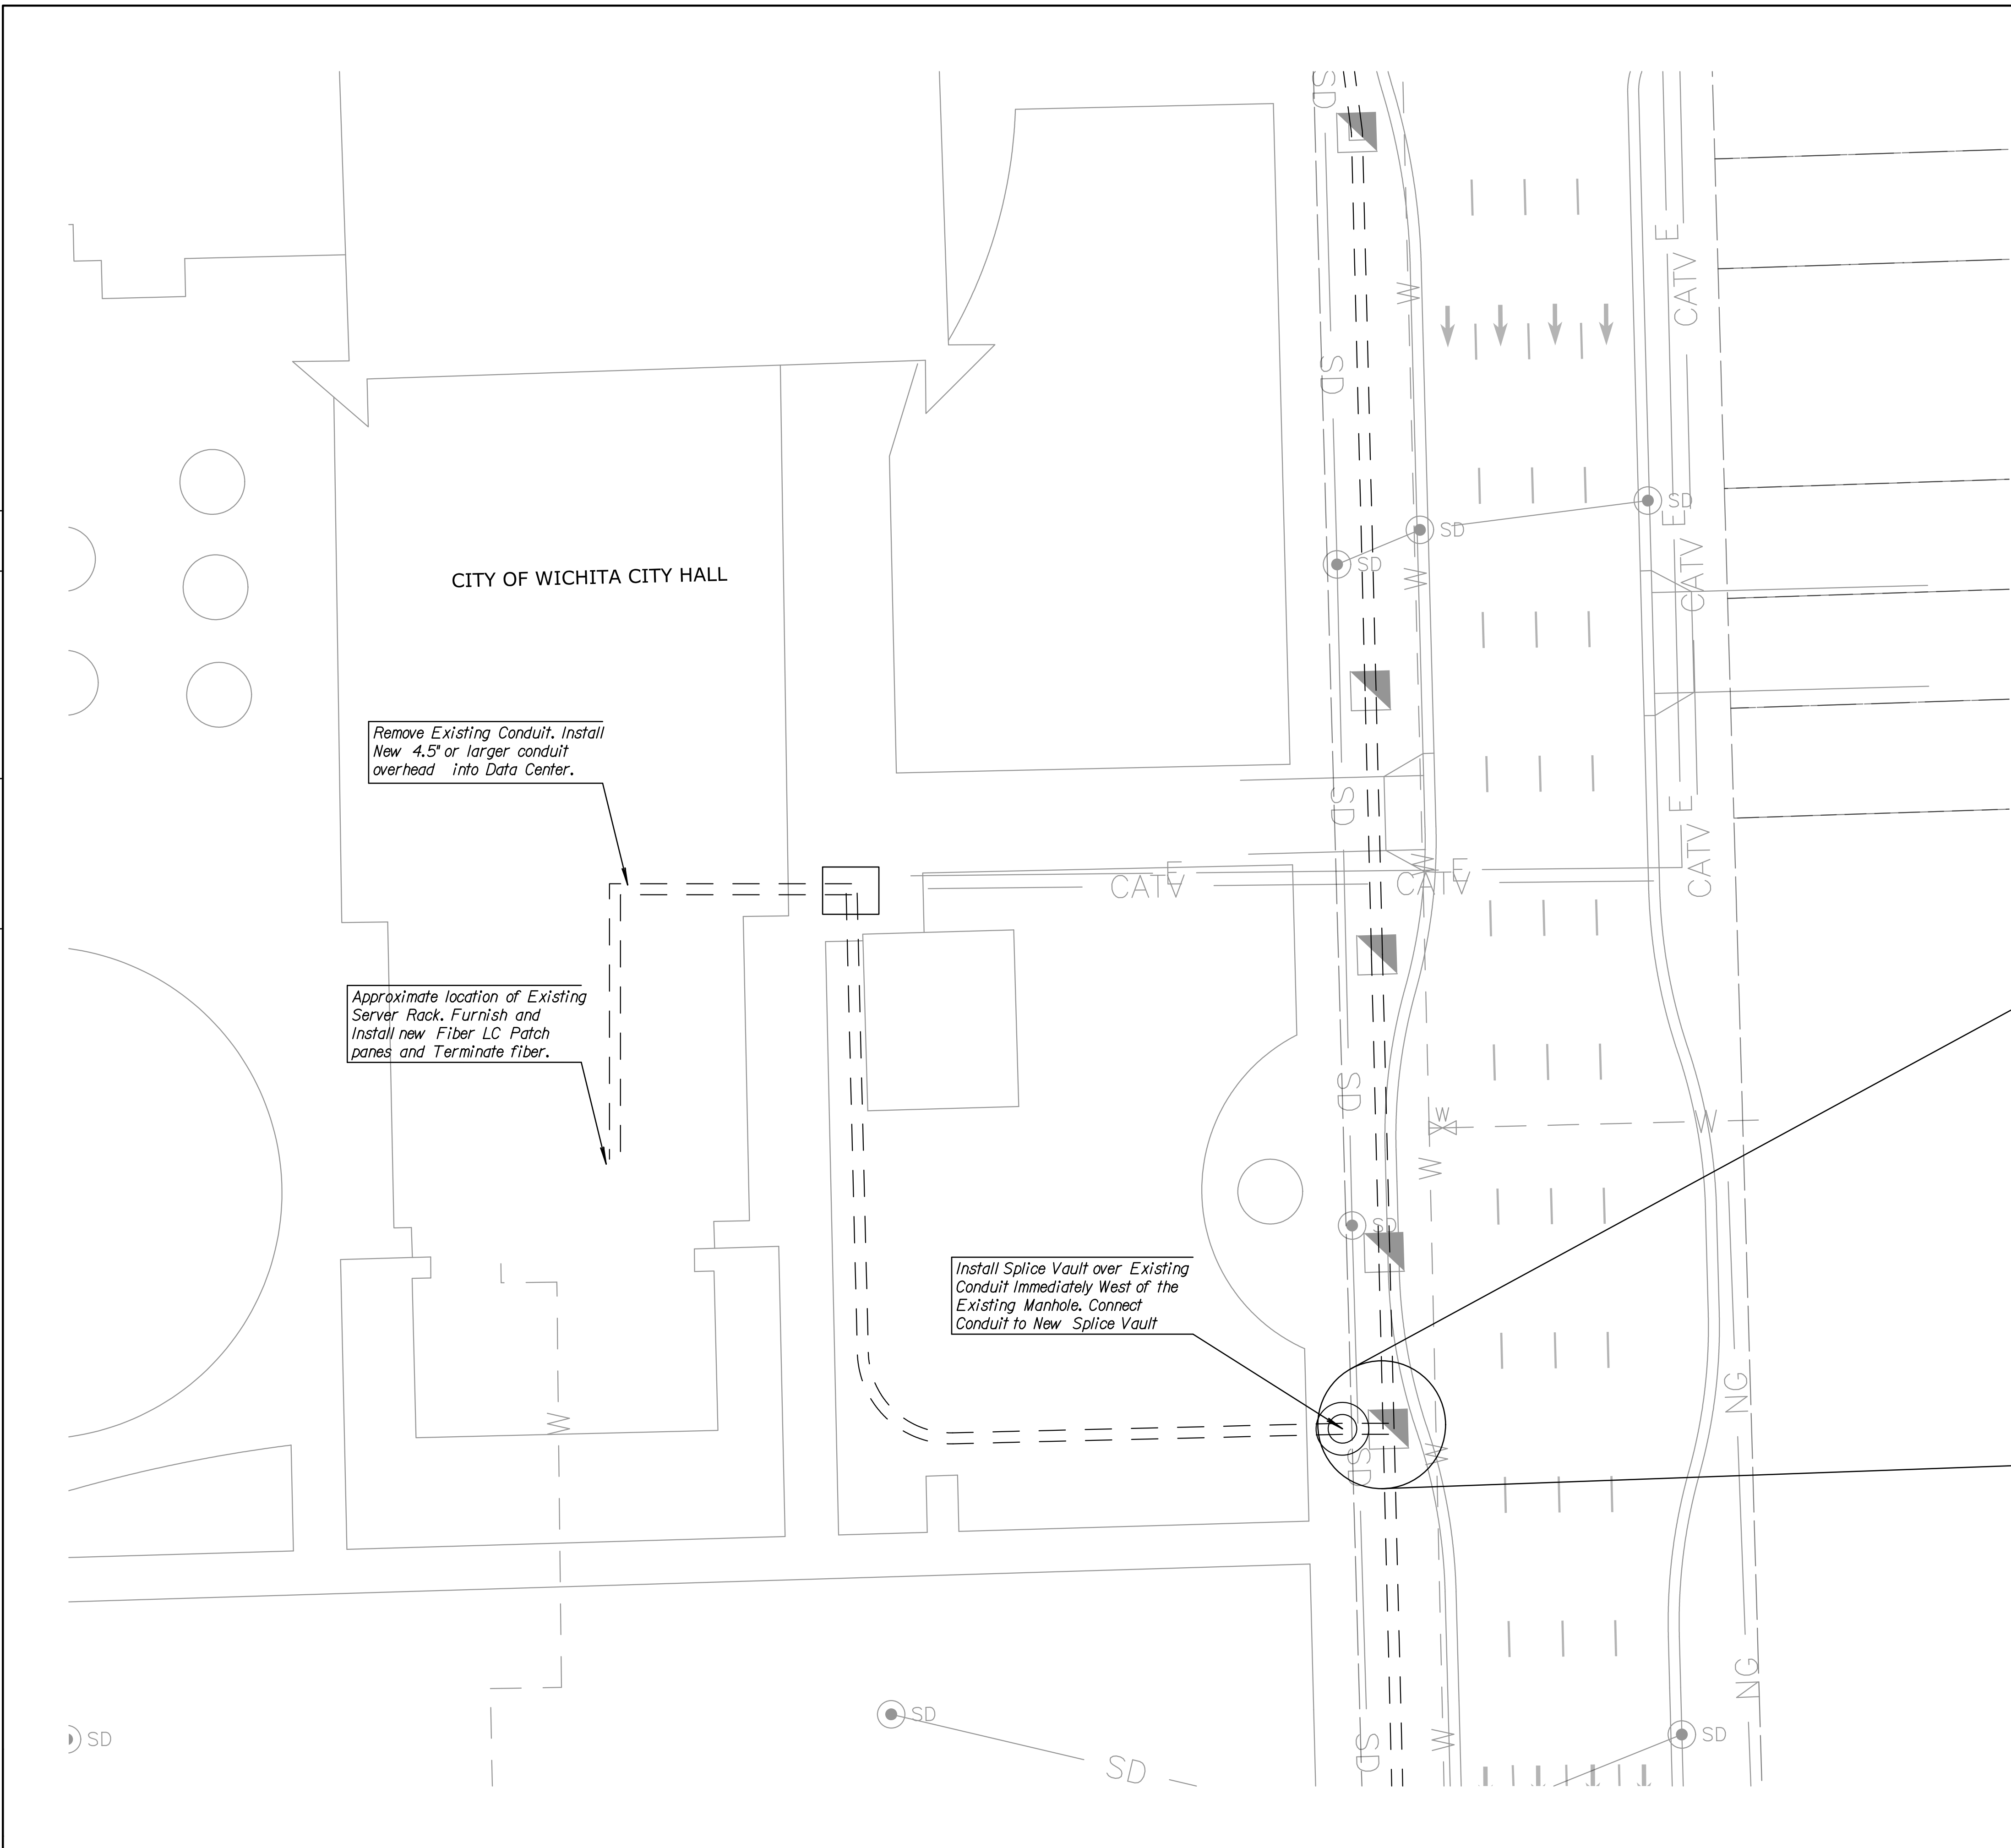 SD
W
E
CATV
SD
SD
SD
SD
CITY OF WICHITA CITY HALL
E
CATV
W
Remove Existing Conduit. Install
New 4.5" or larger conduit
overhead into Data Center.
SD
E
CATV
W
E
E
CATV
CATV
Approximate location of Existing
Server Rack. Furnish and
Install new Fiber LC Patch
panes and Terminate fiber.
SD
W
W
W
SD
Install Splice Vault over Existing
Conduit Immediately West of the
Existing Manhole. Connect
Conduit to New Splice Vault
NG
W
W
SD
NG
SD
SD
SD
W
SD
SD